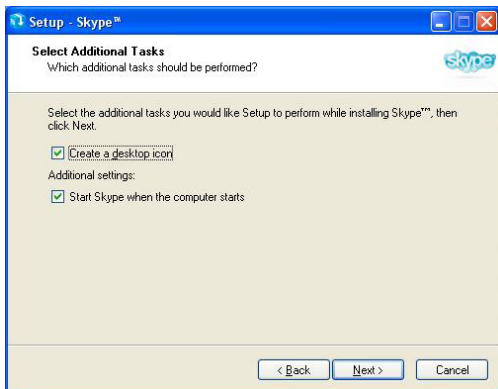 Setup - Skype™
Select Additional Tasks
Which additional tasks should be performed?
skype
Select the additional tasks you would like Setup to perform while installing Skype™, then
click Next.
Create a desktop icon
Additional settings:
Start Skype when the computer starts
< Back
Next >
Cancel